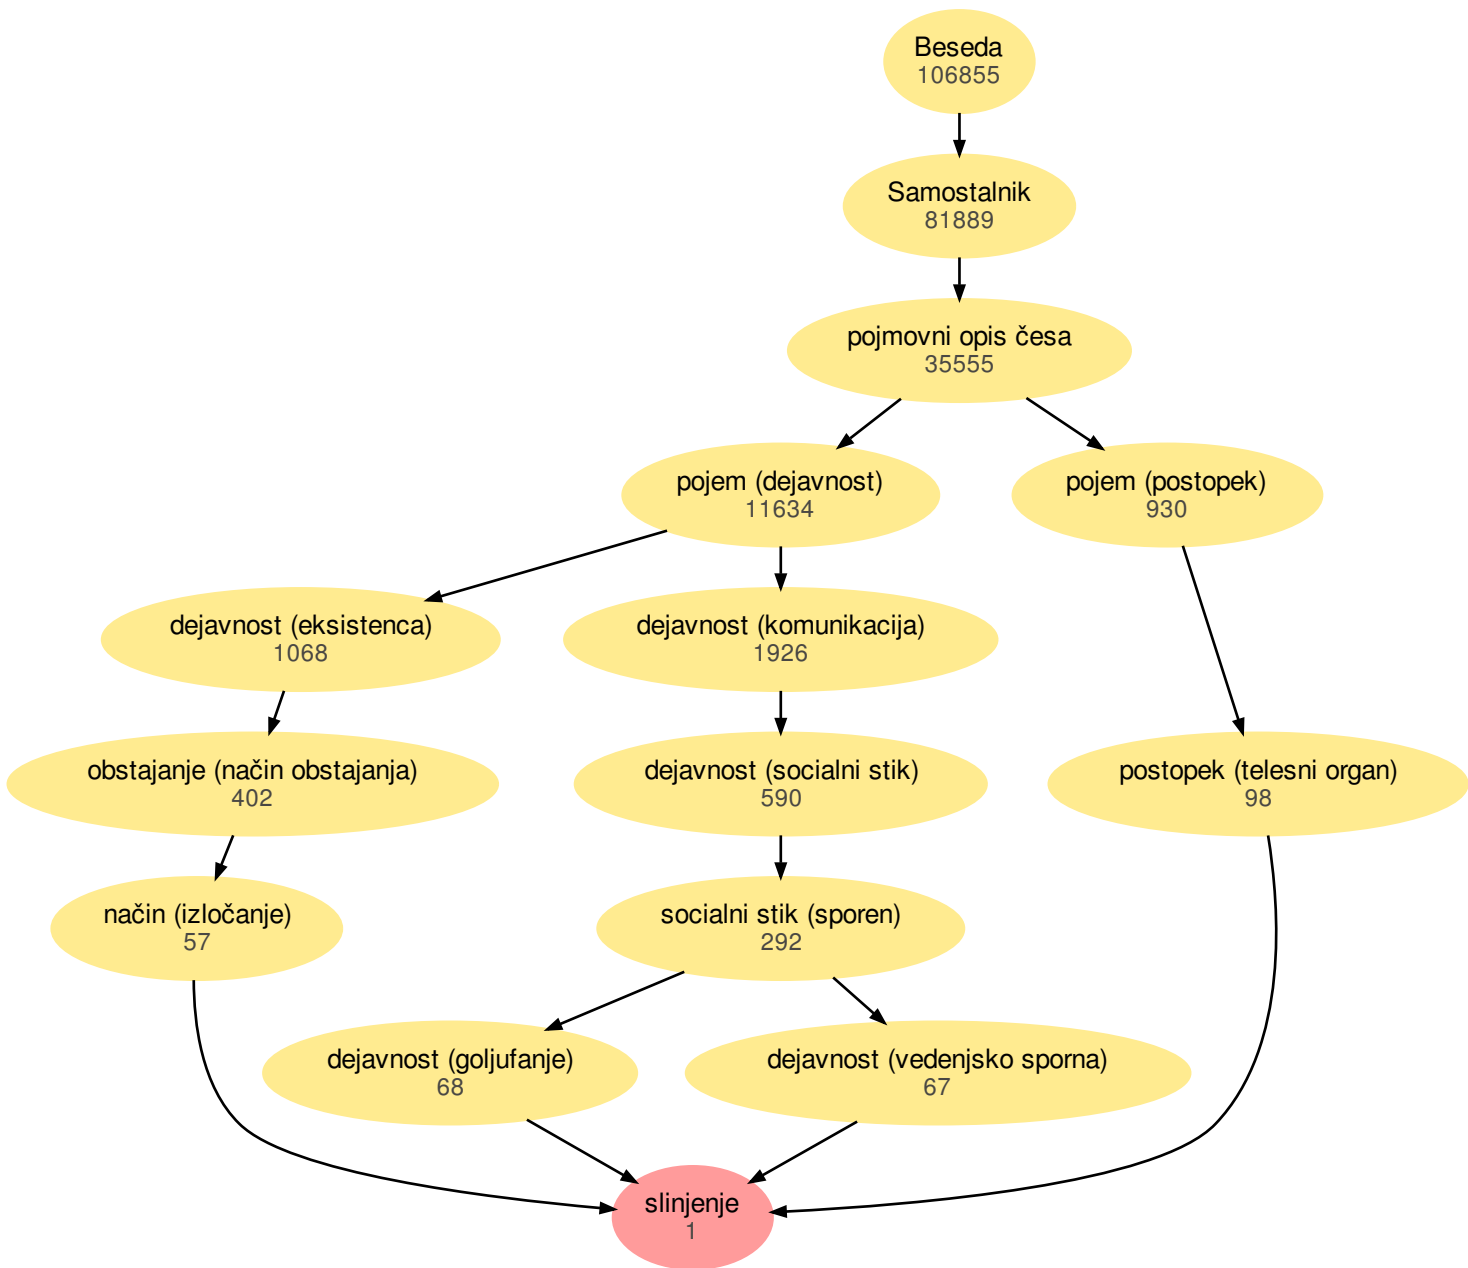 Beseda
106855
Samostalnik
81889
pojmovni opis česa
35555
pojem (dejavnost)
11634
pojem (postopek)
930
dejavnost (eksistenca)
1068
dejavnost (komunikacija)
1926
obstajanje (način obstajanja)
402
dejavnost (socialni stik)
590
postopek (telesni organ)
98
način (izločanje)
57
socialni stik (sporen)
292
dejavnost (goljufanje)
68
dejavnost (vedenjsko sporna)
67
slinjenje
1